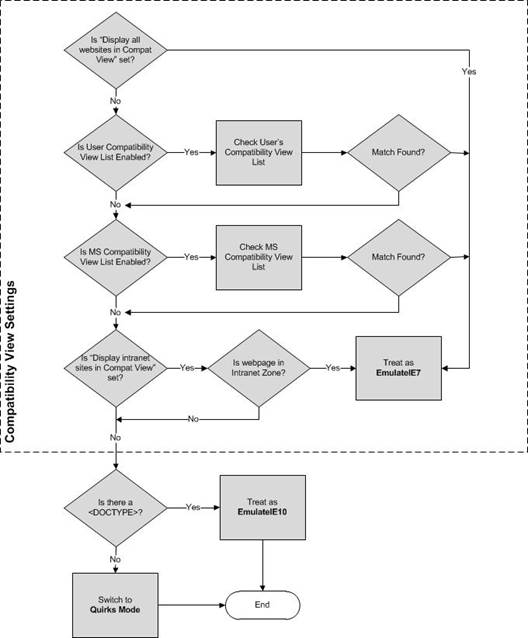 Compatibility View Settings
Is "Display all
websites in Compat
View" set?
Yes
No
Is User Compatibility
View List Enabled?
Yes
Check User's
Compatibility View
List
Match Found?
No
Is MS Compatibility
View List Enabled?
Yes
Check MS
Compatibility View
List
Match Found?
No
Is "Display intranet
sites in Compat View"
set?
Yes
Is webpage in
Intranet Zone?
Yes
Treat as
EmulateIE7
No
No
Is there a
<DOCTYPE>?
Yes
Treat as
EmulateIE10
No
Switch to
Quirks Mode
End